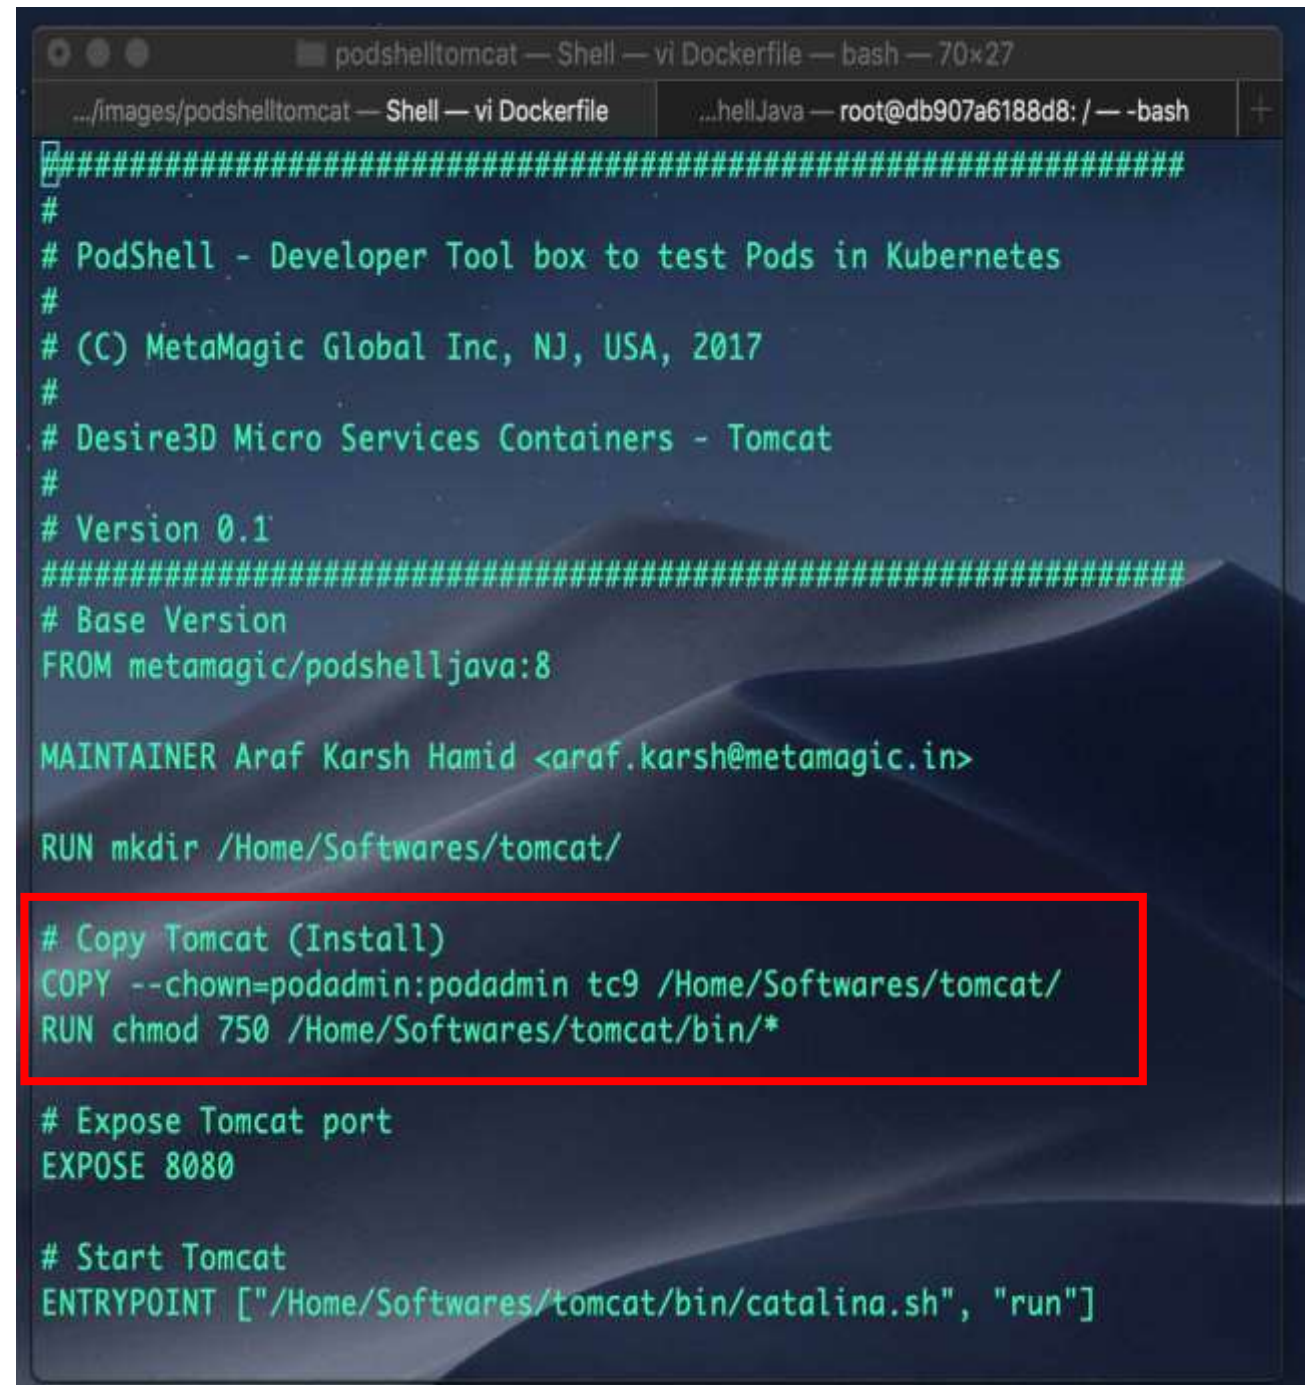 podshelltomcat — Shell — vi Dockerfile — bash — 70×27
.../images/podshelltomcat — Shell — vi Dockerfile
...hellJava — root@db907a6188d8: / — -bash
+
#################################################################
#
# PodShell - Developer Tool box to test Pods in Kubernetes
#
# (C) MetaMagic Global Inc, NJ, USA, 2017
#
# Desire3D Micro Services Containers - Tomcat
#
# Version 0.1
#################################################################
# Base Version
FROM metamagic/podshelljava:8
MAINTAINER Araf Karsh Hamid <araf.karsh@metamagic.in>
RUN mkdir /Home/Softwares/tomcat/
# Copy Tomcat (Install)
COPY --chown=podadmin:podadmin tc9 /Home/Softwares/tomcat/
RUN chmod 750 /Home/Softwares/tomcat/bin/*
# Expose Tomcat port
EXPOSE 8080
# Start Tomcat
ENTRYPOINT ["/Home/Softwares/tomcat/bin/catalina.sh", "run"]